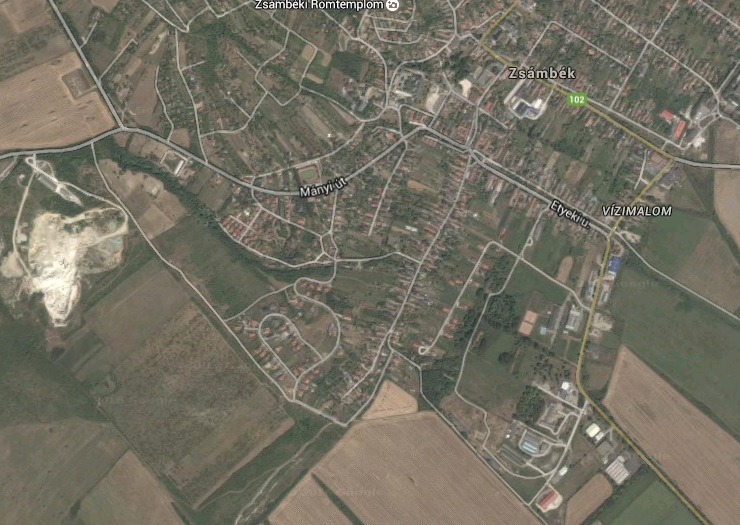 Zsámbéki Romtemplom
Zsámbék
102
Mányi út
Etyeki u.
VÍZIMALOM